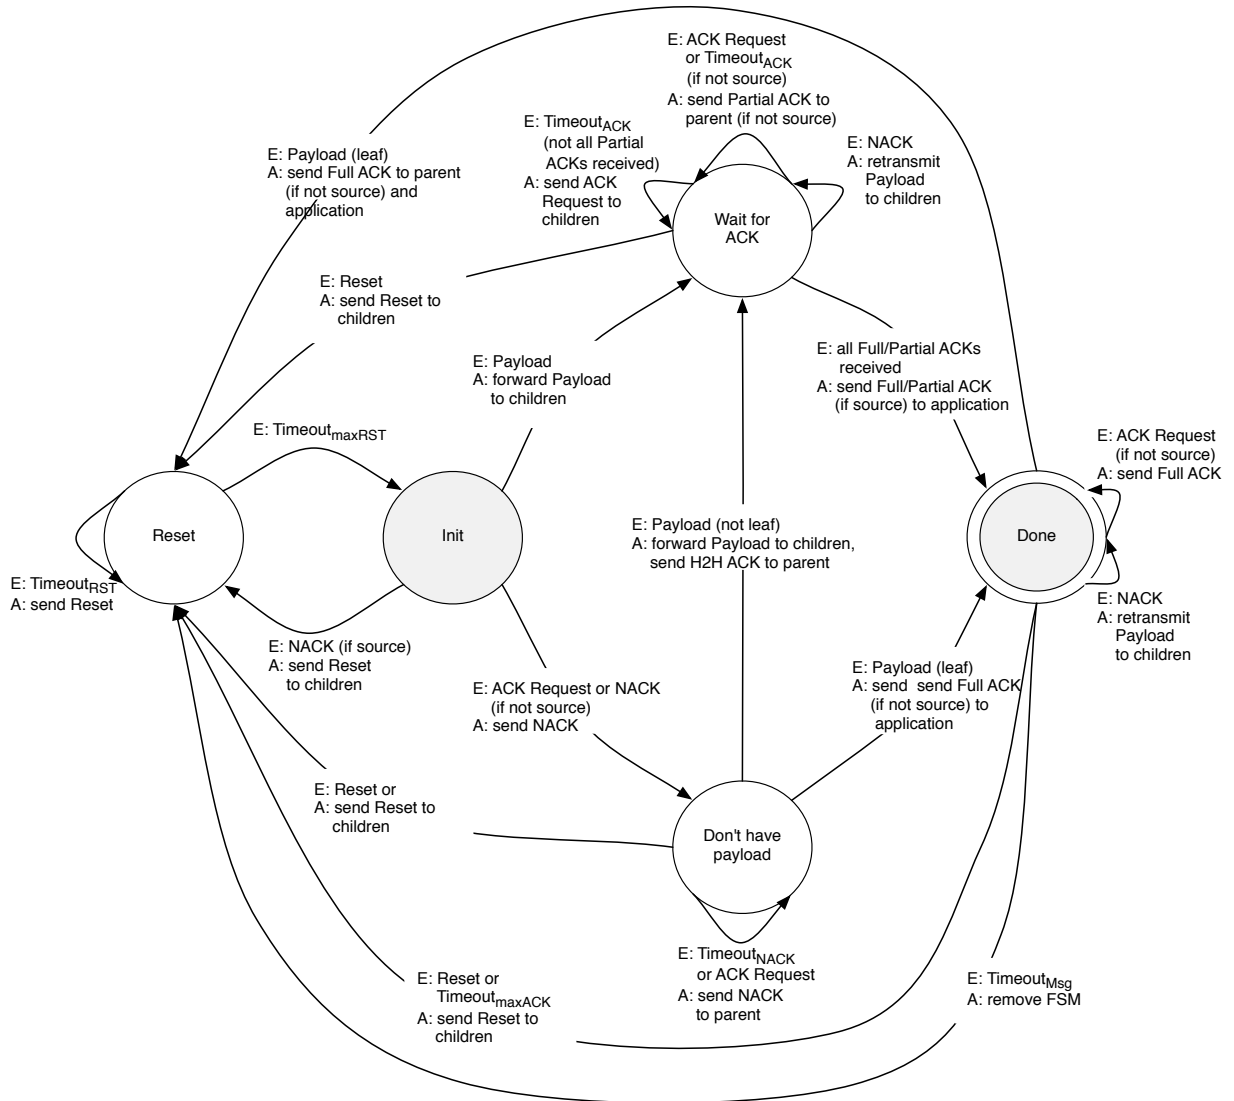 E: ACK Request
or Timeout_ACK
(if not source)
A: send Partial ACK to
parent (if not source)
E: Timeout_ACK
(not all Partial
ACKs received)
A: send ACK
Request to
children
E: NACK
A: retransmit
Payload
to children
E: Payload (leaf)
A: send Full ACK to parent
(if not source) and
application
Wait for
ACK
E: Reset
A: send Reset to
children
E: Payload
A: forward Payload
to children
E: all Full/Partial ACKs
received
A: send Full/Partial ACK
(if source) to application
E: Timeout_maxRST
E: ACK Request
(if not source)
A: send Full ACK
Reset
Init
Done
E: Payload (not leaf)
A: forward Payload to children,
send H2H ACK to parent
E: Timeout_RST
A: send Reset
E: NACK
A: retransmit
Payload
to children
E: NACK (if source)
A: send Reset
to children
E: ACK Request or NACK
(if not source)
A: send NACK
E: Payload (leaf)
A: send send Full ACK
(if not source) to
application
E: Reset or
A: send Reset to
children
Don't have
payload
E: Timeout_NACK
or ACK Request
A: send NACK
to parent
E: Reset or
Timeout_maxACK
A: send Reset to
children
E: Timeout_Msg
A: remove FSM